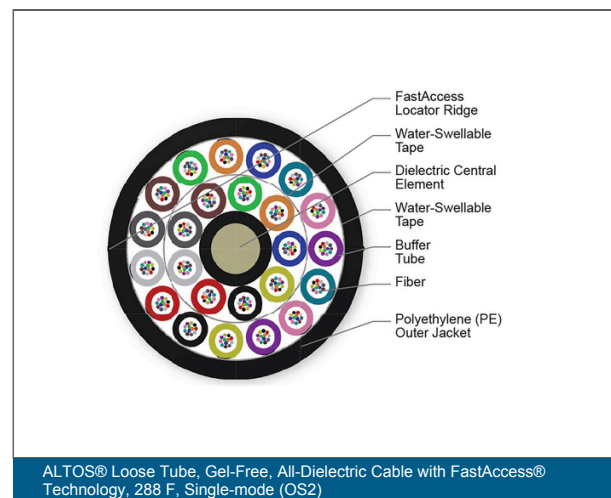 FastAccess
Locator Ridge
Water-Swellable
Tape
Dielectric Central
Element
Water-Swellable
Tape
Buffer
Tube
Fiber
Polyethylene (PE)
Outer Jacket
ALTOS® Loose Tube, Gel-Free, All-Dielectric Cable with FastAccess®
Technology, 288 F, Single-mode (OS2)